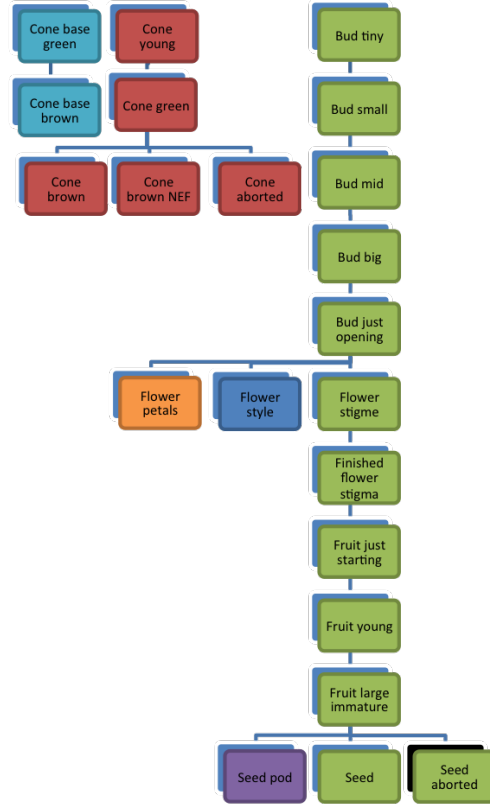 Cone base
green
Cone
young
Bud tiny
Cone base
brown
Cone green
Bud small
Cone
brown
Cone
brown NEF
Cone
aborted
Bud mid
Bud big
Bud just
opening
Flower
petals
Flower
style
Flower
stigme
Finished
flower
stigma
Fruit just
starting
Fruit young
Fruit large
immature
Seed pod
Seed
Seed
aborted